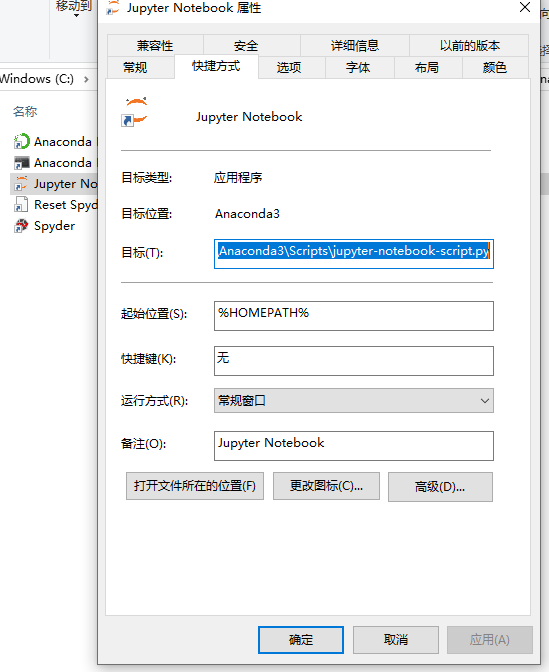 移动到
Jupyter Notebook 属性
兼容性 安全 详细信息 以前的版本
常规 快捷方式 选项 字体 布局 颜色
Windows (C:)
名称
Anaconda
Anaconda
Jupyter No
Reset Spyd
Spyder
Jupyter Notebook
目标类型: 应用程序
目标位置: Anaconda3
目标(T): Anaconda3\Scripts\jupyter-notebook-script.py
起始位置(S): %HOMEPATH%
快捷键(K): 无
运行方式(R): 常规窗口
备注(O): Jupyter Notebook
打开文件所在的位置(F) 更改图标(C)... 高级(D)...
确定 取消 应用(A)